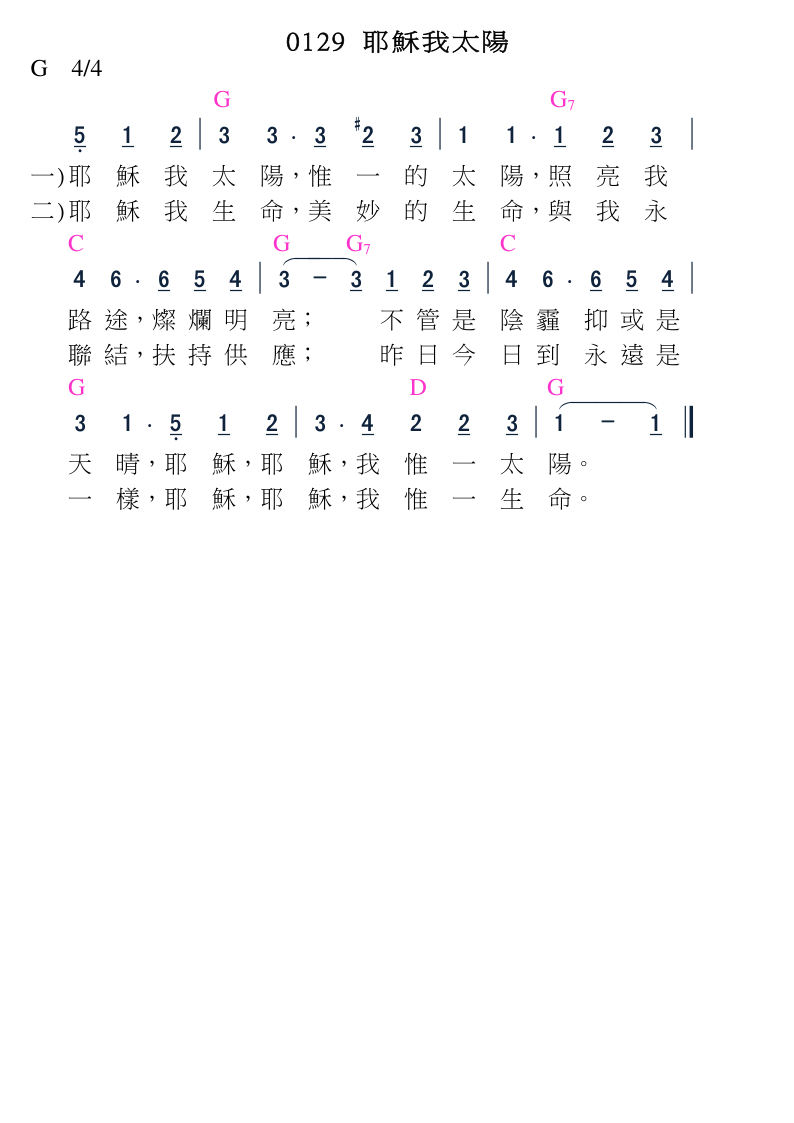 0129 耶穌我太陽
G 4/4
G G7
5 1 2 | 3 3 · 3 #2 3 | 1 1 · 1 2 3 |
一)耶 穌 我 太 陽，惟 一 的 太 陽，照 亮 我
二)耶 穌 我 生 命，美 妙 的 生 命，與 我 永
C G G7 C
4 6 · 6 5 4 | 3 – 3 1 2 3 | 4 6 · 6 5 4 |
路 途，燦 爛 明 亮； 不 管 是 陰 霾 抑 或 是
聯 結，扶 持 供 應； 昨 日 今 日 到 永 遠 是
G D G
3 1 · 5 1 2 | 3 · 4 2 2 3 | 1 – 1 ‖
天 晴，耶 穌，耶 穌，我 惟 一 太 陽。
一 樣，耶 穌，耶 穌，我 惟 一 生 命。